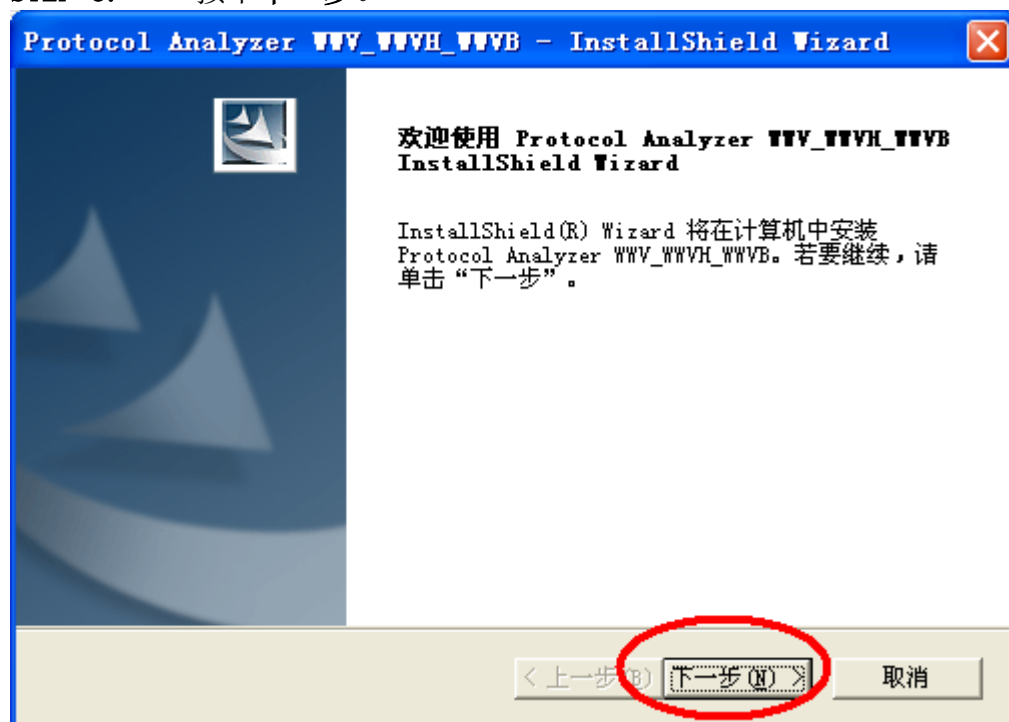 Protocol Analyzer WWV_WWVH_WWVB - InstallShield Wizard
欢迎使用 Protocol Analyzer WWV_WWVH_WWVB
InstallShield Wizard
InstallShield(R) Wizard 将在计算机中安装
Protocol Analyzer WWV_WWVH_WWVB。若要继续，请
单击“下一步”。
< 上一步(B) 下一步(N) > 取消